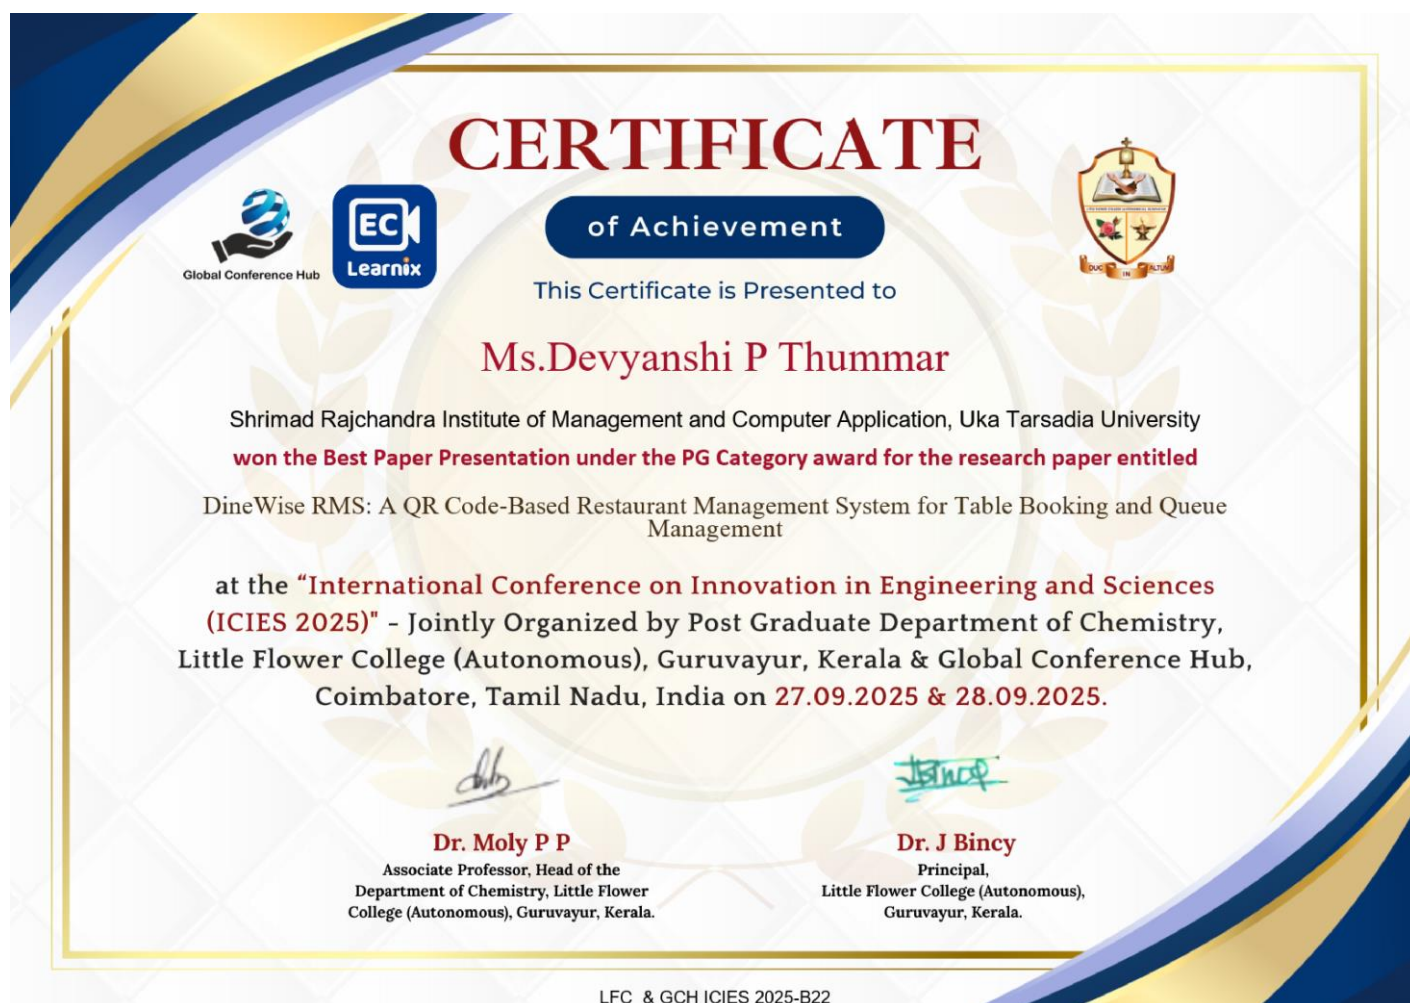 CERTIFICATE
of Achievement
Global Conference Hub
EC
Learnix
DUC IN ALTUM
This Certificate is Presented to
Ms.Devyanshi P Thummar
Shrimad Rajchandra Institute of Management and Computer Application, Uka Tarsadia University
won the Best Paper Presentation under the PG Category award for the research paper entitled
DineWise RMS: A QR Code-Based Restaurant Management System for Table Booking and Queue
Management
at the “International Conference on Innovation in Engineering and Sciences
(ICIES 2025)" - Jointly Organized by Post Graduate Department of Chemistry,
Little Flower College (Autonomous), Guruvayur, Kerala & Global Conference Hub,
Coimbatore, Tamil Nadu, India on 27.09.2025 & 28.09.2025.
JBincy
Dr. Moly P P
Associate Professor, Head of the
Department of Chemistry, Little Flower
College (Autonomous), Guruvayur, Kerala.
Dr. J Bincy
Principal,
Little Flower College (Autonomous),
Guruvayur, Kerala.
LFC & GCH ICIES 2025-B22